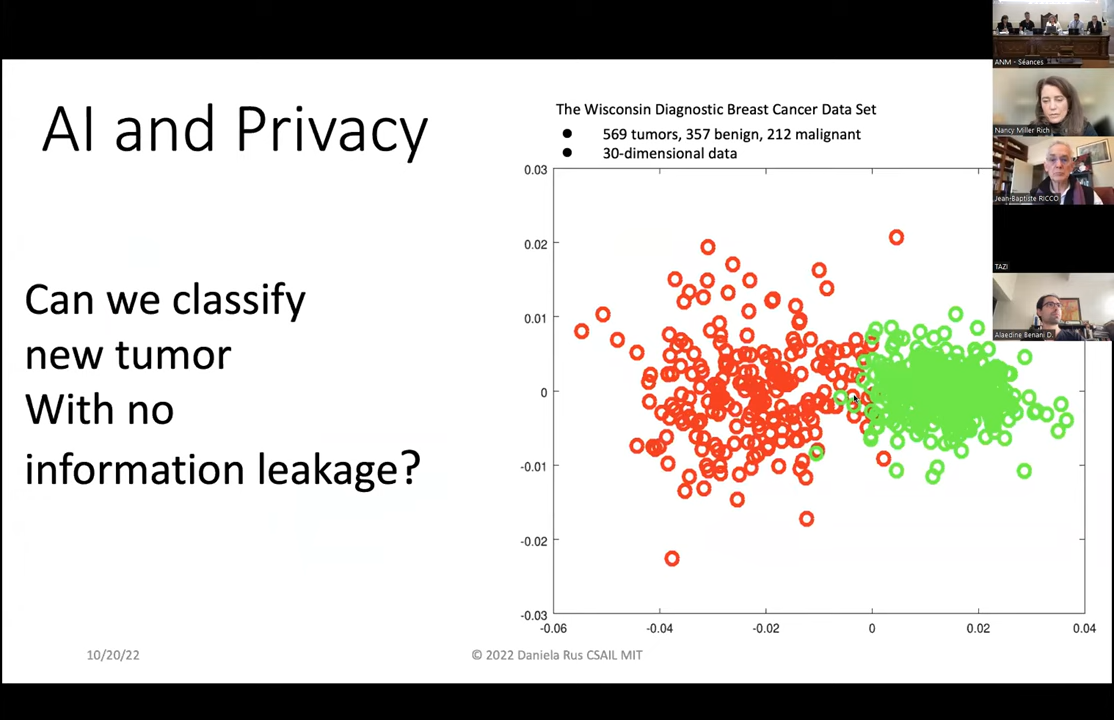 AI and Privacy
Can we classify
new tumor
With no
information leakage?
The Wisconsin Diagnostic Breast Cancer Data Set
● 569 tumors, 357 benign, 212 malignant
● 30-dimensional data
0.03
0.02
0.01
0
-0.01
-0.02
-0.03
-0.06
-0.04
-0.02
0
0.02
0.04
10/20/22
© 2022 Daniela Rus CSAIL MIT
ANM - Séances
Nancy Miller Rich
Jean-Baptiste RICCO
TAZI
Alaedine Benani D.